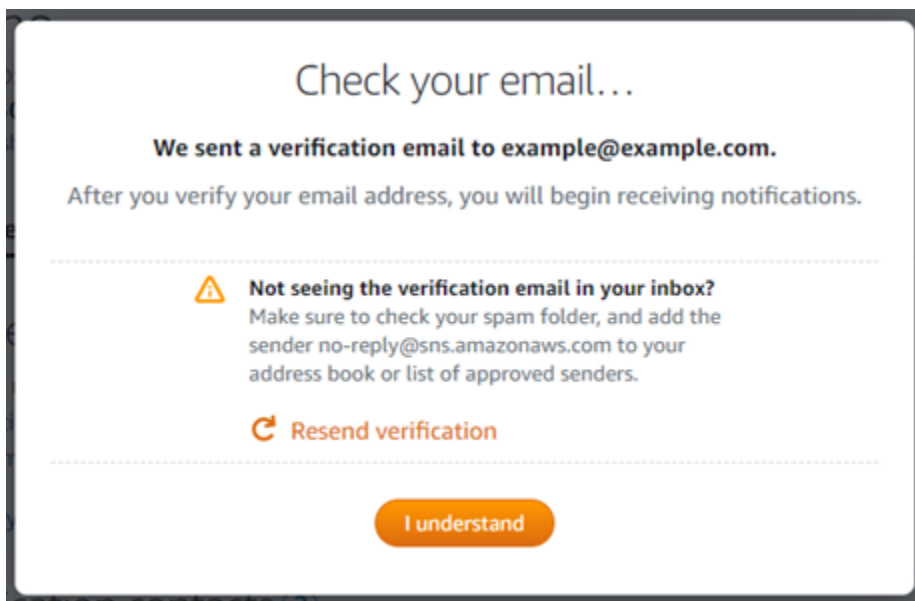 Check your email...
We sent a verification email to example@example.com.
After you verify your email address, you will begin receiving notifications.
Not seeing the verification email in your inbox?
Make sure to check your spam folder, and add the
sender no-reply@sns.amazonaws.com to your
address book or list of approved senders.
Resend verification
I understand